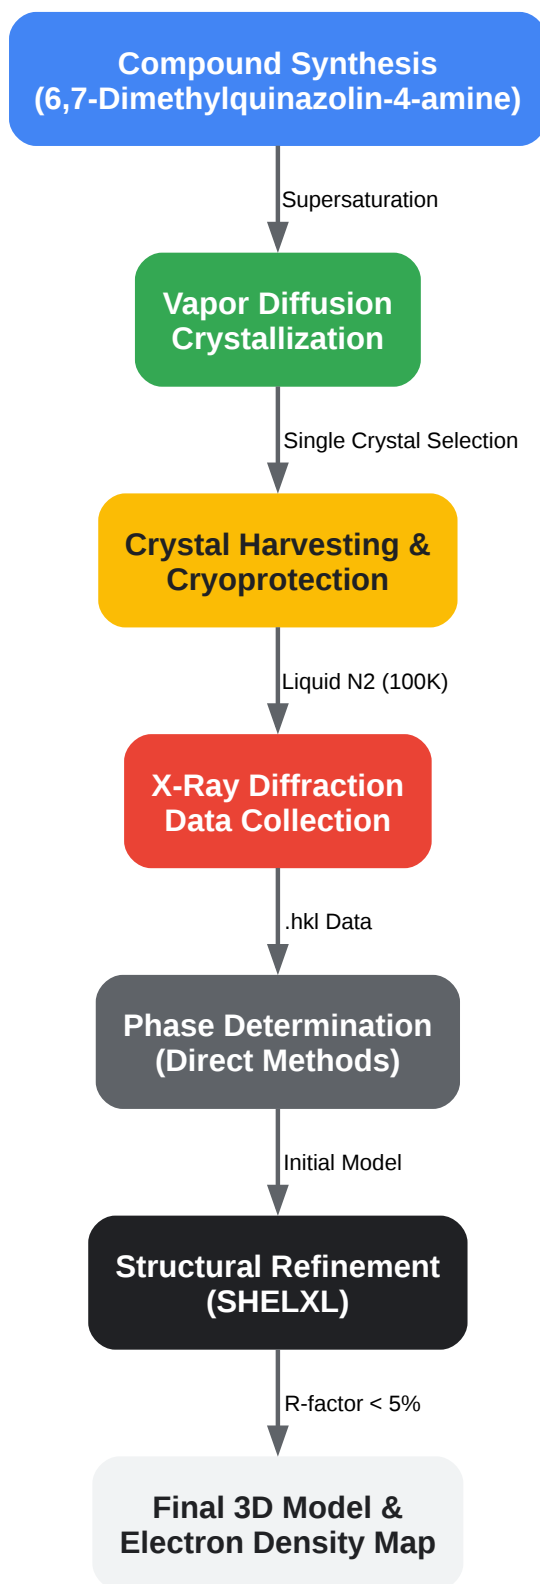 Compound Synthesis
(6,7-Dimethylquinazolin-4-amine)
Supersaturation
Vapor Diffusion
Crystallization
Single Crystal Selection
Crystal Harvesting &
Cryoprotection
Liquid N2 (100K)
X-Ray Diffraction
Data Collection
.hkl Data
Phase Determination
(Direct Methods)
Initial Model
Structural Refinement
(SHELXL)
R-factor < 5%
Final 3D Model &
Electron Density Map